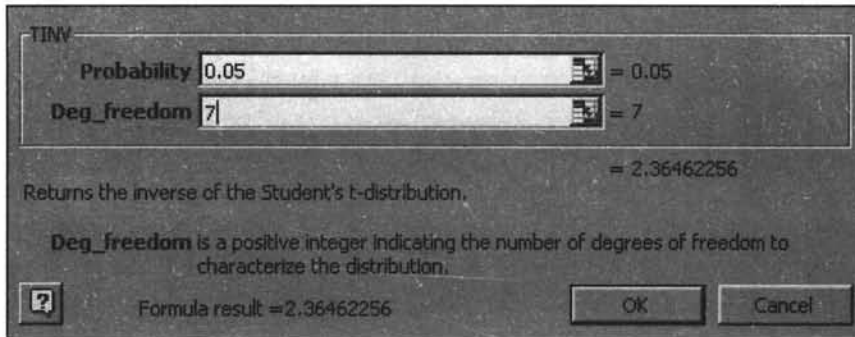 TINV
Probability 0.05 = 0.05
Deg_freedom 7 = 7
= 2.36462256
Returns the inverse of the Student's t-distribution.
Deg_freedom is a positive integer indicating the number of degrees of freedom to
characterize the distribution.
? Formula result =2.36462256 OK Cancel